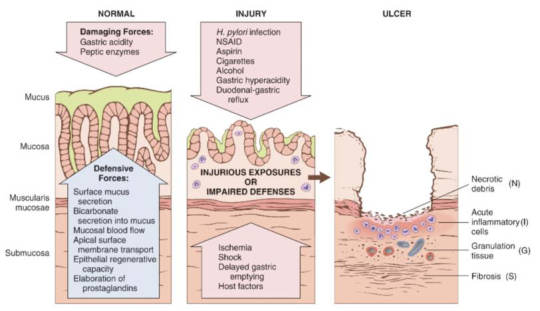 NORMAL
Damaging Forces:
Gastric acidity
Peptic enzymes
INJURY
H. pylori infection
NSAID
Aspirin
Cigarettes
Alcohol
Gastric hyperacidity
Duodenal-gastric
reflux
ULCER
Mucus
Mucosa
Muscularis
mucosae
Submucosa
Defensive
Forces:
Surface mucus
secretion
Bicarbonate
secretion into mucus
Mucosal blood flow
Apical surface
membrane transport
Epithelial regenerative
capacity
Elaboration of
prostaglandins
INJURIOUS EXPOSURES
OR
IMPAIRED DEFENSES
Ischemia
Shock
Delayed gastric
emptying
Host factors
Necrotic
debris (N)
Acute
inflammatory(I)
cells
Granulation
tissue (G)
Fibrosis (S)